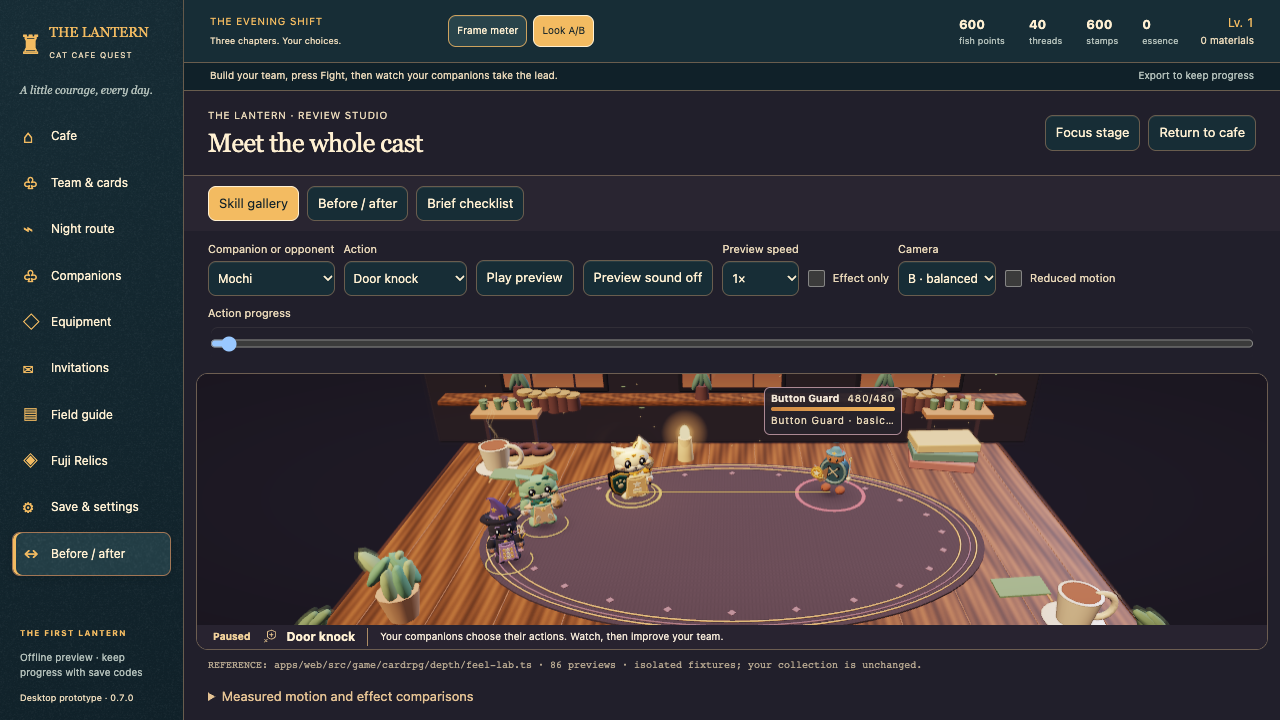 THE LANTERN
CAT CAFE QUEST
A little courage, every day.
Cafe
Team & cards
Night route
Companions
Equipment
Invitations
Field guide
Fuji Relics
Save & settings
Before / after
THE FIRST LANTERN
Offline preview · keep
progress with save codes
Desktop prototype · 0.7.0
THE EVENING SHIFT
Three chapters. Your choices.
Frame meter
Look A/B
600
fish points
40
threads
600
stamps
0
essence
Lv. 1
0 materials
Build your team, press Fight, then watch your companions take the lead.
Export to keep progress
THE LANTERN · REVIEW STUDIO
Meet the whole cast
Focus stage
Return to cafe
Skill gallery
Before / after
Brief checklist
Companion or opponent
Action
Preview speed
Camera
Mochi
Door knock
Play preview
Preview sound off
1×
Effect only
B · balanced
Reduced motion
Action progress
Button Guard 480/480
Button Guard · basic…
Paused
Door knock
Your companions choose their actions. Watch, then improve your team.
REFERENCE: apps/web/src/game/cardrpg/depth/feel-lab.ts · 86 previews · isolated fixtures; your collection is unchanged.
Measured motion and effect comparisons